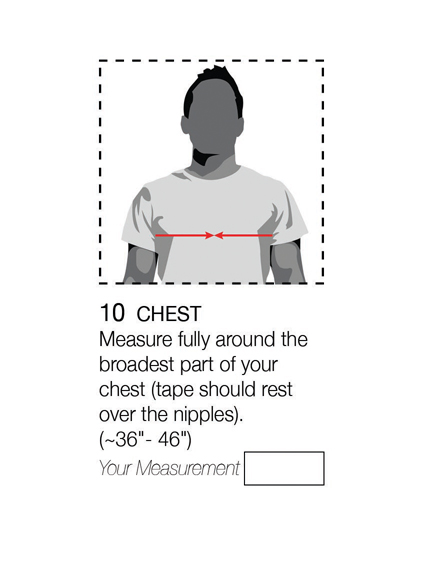 10 CHEST
Measure fully around the
broadest part of your
chest (tape should rest
over the nipples).
(~36"- 46")
Your Measurement